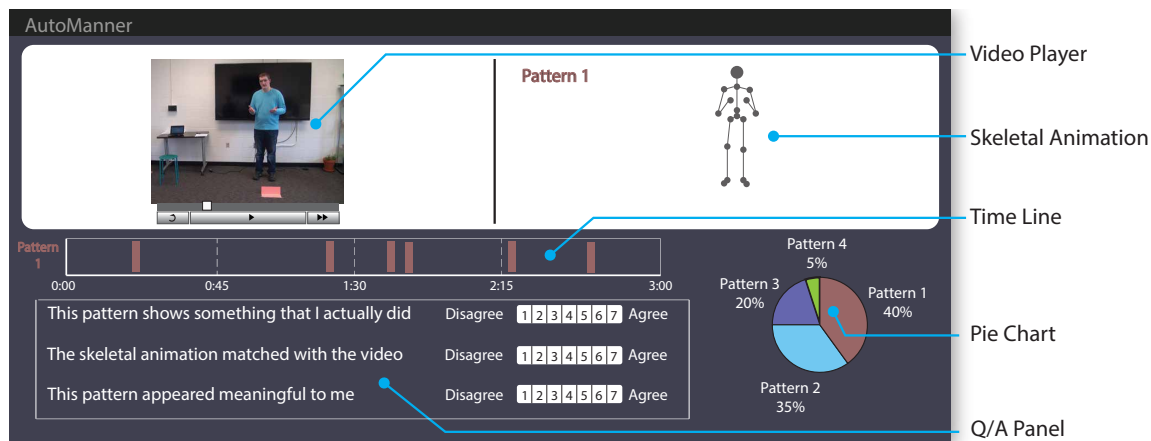 AutoManner
Video Player
Pattern 1
Skeletal Animation
Time Line
Pattern
1
0:00 0:45 1:30 2:15 3:00
Pattern 4
5%
Pattern 3
20%
Pattern 1
40%
Pattern 2
35%
Pie Chart
This pattern shows something that I actually did Disagree 1 2 3 4 5 6 7 Agree
The skeletal animation matched with the video Disagree 1 2 3 4 5 6 7 Agree
This pattern appeared meaningful to me Disagree 1 2 3 4 5 6 7 Agree
Q/A Panel